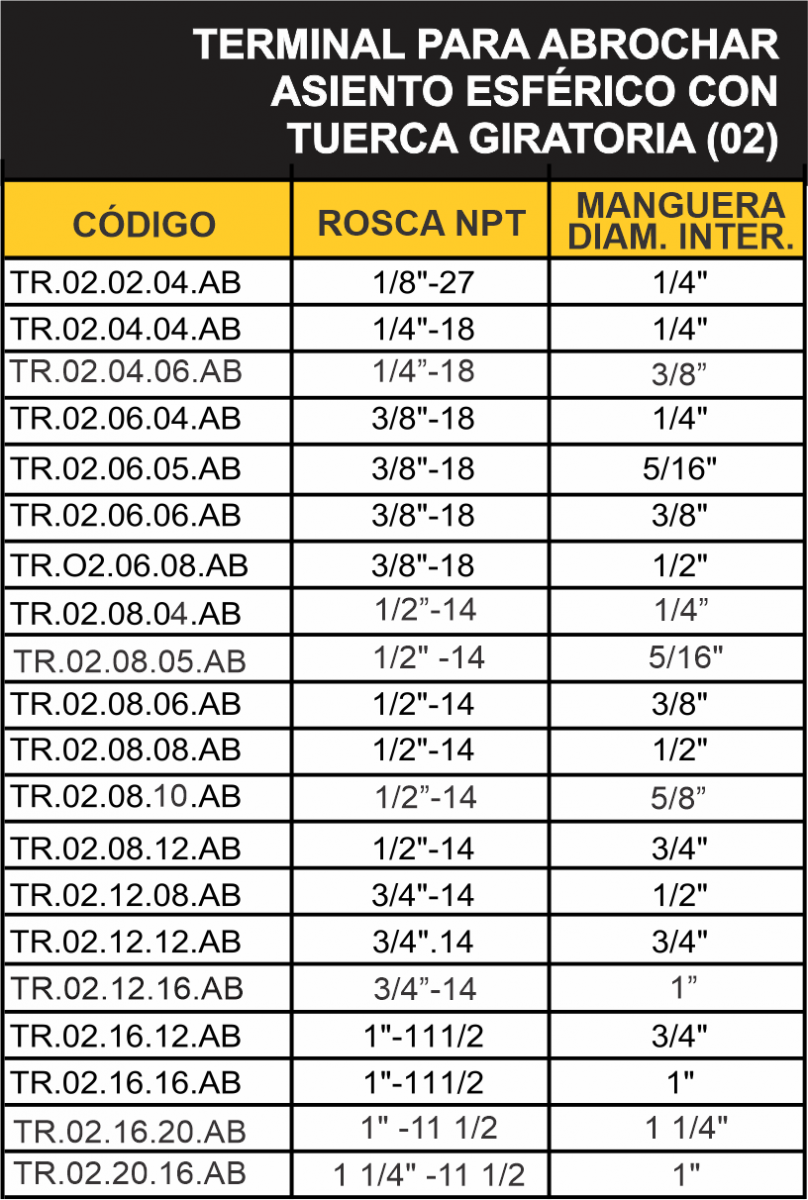 TERMINAL PARA ABROCHAR
ASIENTO ESFÉRICO CON
TUERCA GIRATORIA (02)
CÓDIGO ROSCA NPT MANGUERA
DIAM. INTER.
TR.02.02.04.AB 1/8"-27 1/4"
TR.02.04.04.AB 1/4"-18 1/4"
TR.02.04.06.AB 1/4”-18 3/8”
TR.02.06.04.AB 3/8"-18 1/4"
TR.02.06.05.AB 3/8"-18 5/16"
TR.02.06.06.AB 3/8"-18 3/8"
TR.O2.06.08.AB 3/8"-18 1/2"
TR.02.08.04.AB 1/2”-14 1/4”
TR.02.08.05.AB 1/2" -14 5/16"
TR.02.08.06.AB 1/2"-14 3/8"
TR.02.08.08.AB 1/2"-14 1/2"
TR.02.08.10.AB 1/2”-14 5/8”
TR.02.08.12.AB 1/2"-14 3/4"
TR.02.12.08.AB 3/4"-14 1/2"
TR.02.12.12.AB 3/4".14 3/4"
TR.02.12.16.AB 3/4”-14 1”
TR.02.16.12.AB 1"-111/2 3/4"
TR.02.16.16.AB 1"-111/2 1"
TR.02.16.20.AB 1" -11 1/2 1 1/4"
TR.02.20.16.AB 1 1/4" -11 1/2 1"